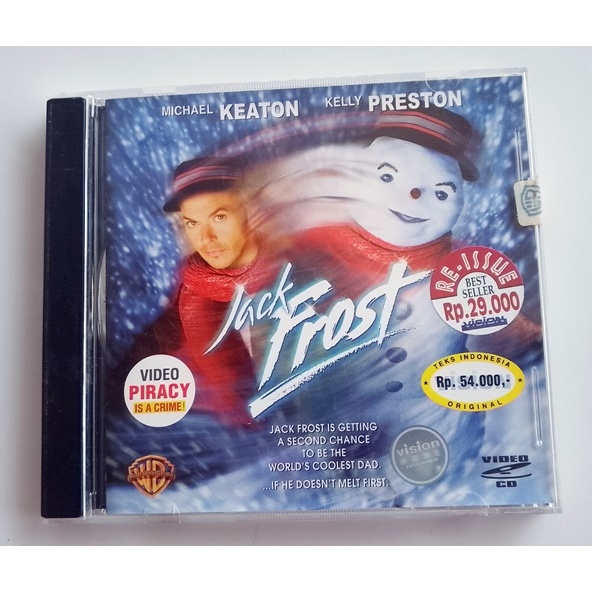 MICHAEL KEATON KELLY PRESTON
Jack
Frost
RE-ISSUE
BEST
SELLER
Rp.29.000
vision
TEKS INDONESIA
Rp. 54.000,-
ORIGINAL
VIDEO
PIRACY
IS A CRIME!
JACK FROST IS GETTING
A SECOND CHANCE
TO BE THE
WORLD'S COOLEST DAD.
...IF HE DOESN'T MELT FIRST.
vision
VIDEO
CD